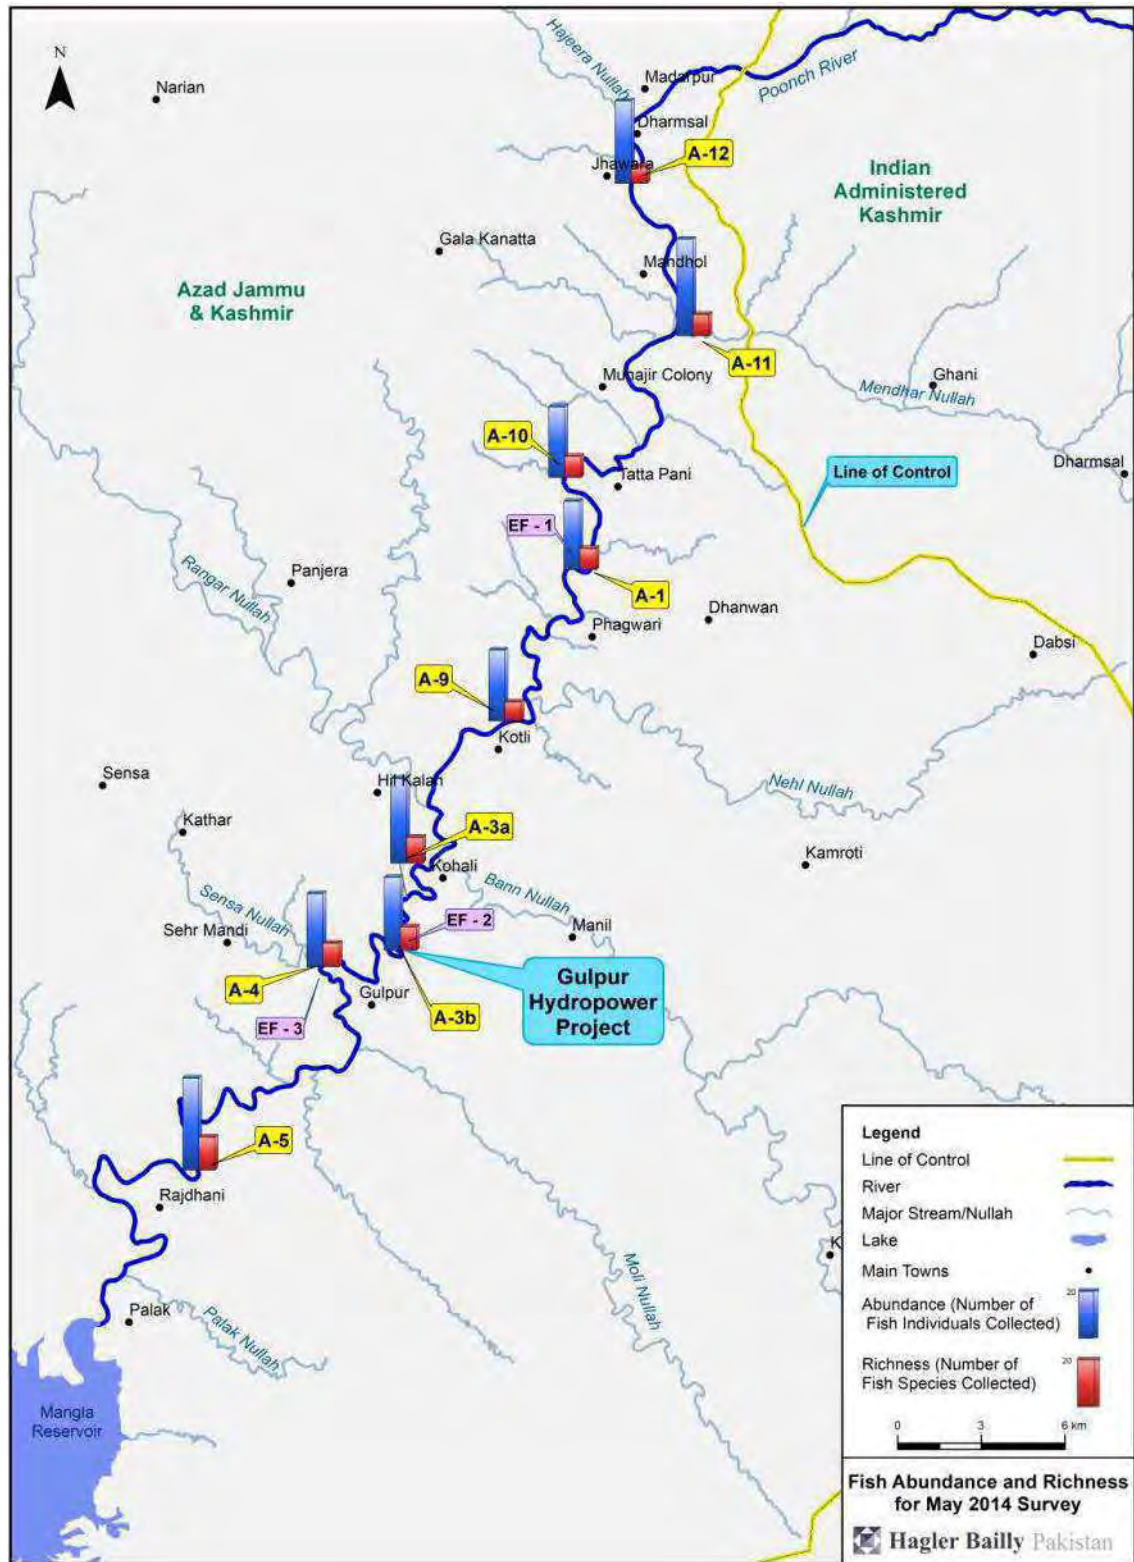 N
Narian
Hajeera Nullah
Madarpur
Poonch River
Dharmsal
Jhawara
A-12
Indian
Administered
Kashmir
Gala Kanatta
Mandhol
Azad Jammu
& Kashmir
A-11
Muhajir Colony
Ghani
Mendhar Nullah
A-10
Tatta Pani
Line of Control
Dharmsal
EF - 1
Rangar Nullah
Panjera
A-1
Dhanwan
Phagwari
Dabsi
A-9
Kotli
Sensa
Hil Kalan
Nehl Nullah
Kathar
A-3a
Kohali
Kamroti
Sensa Nullah
Bann Nullah
Sehr Mandi
EF - 2
Manil
A-4
Gulpur
Gulpur
Hydropower
Project
A-3b
EF - 3
A-5
Rajdhani
Palak
Palak Nullah
Moli Nullah
K
Mangla
Reservoir
Legend
Line of Control
River
Major Stream/Nullah
Lake
Main Towns
Abundance (Number of
Fish Individuals Collected)
20
Richness (Number of
Fish Species Collected)
20
0 3 6 km
Fish Abundance and Richness
for May 2014 Survey
Hagler Bailly Pakistan